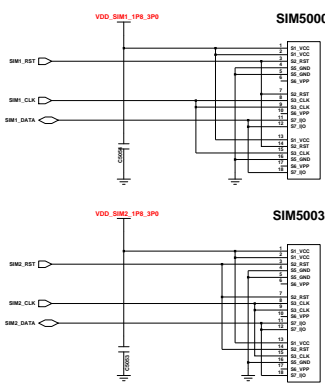 VDD_SIM1_1P8_3P0
SIM5000
1 S1_VCC
2 S1_VCC
3 S2_RST
4 S5_GND
5 S5_GND
6 S6_VPP
7 S2_RST
8 S3_CLK
9 S3_CLK
10 S6_VPP
11 S7_I/O
12 S7_I/O
13 S1_VCC
14 S2_RST
15 S3_CLK
16 S5_GND
17 S6_VPP
18 S7_I/O
SIM1_RST
SIM1_CLK
SIM1_DATA
C5054
VDD_SIM2_1P8_3P0
SIM5003
1 S1_VCC
2 S1_VCC
3 S2_RST
4 S5_GND
5 S5_GND
6 S6_VPP
7 S2_RST
8 S3_CLK
9 S3_CLK
10 S6_VPP
11 S7_I/O
12 S7_I/O
13 S1_VCC
14 S2_RST
15 S3_CLK
16 S5_GND
17 S6_VPP
18 S7_I/O
SIM2_RST
SIM2_CLK
SIM2_DATA
C5053